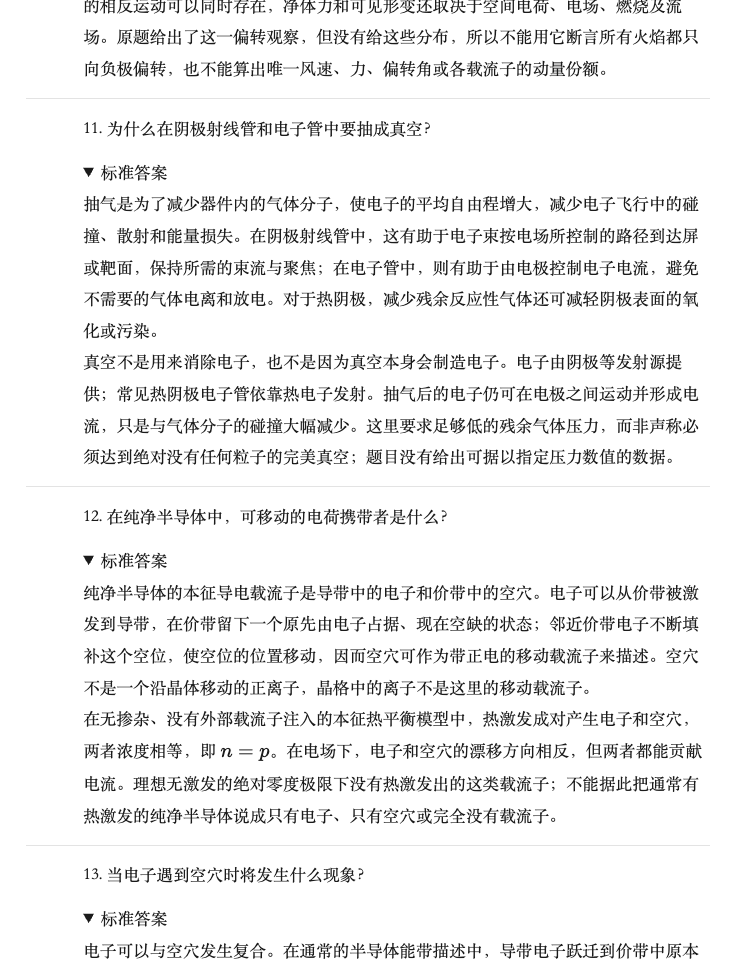 的相反运动可以同时存在，净体力和可见形变还取决于空间电荷、电场、燃烧及流
场。原题给出了这一偏转观察，但没有给这些分布，所以不能用它断言所有火焰都只
向负极偏转，也不能算出唯一风速、力、偏转角或各载流子的动量份额。
11. 为什么在阴极射线管和电子管中要抽成真空？
▼ 标准答案
抽气是为了减少器件内的气体分子，使电子的平均自由程增大，减少电子飞行中的碰
撞、散射和能量损失。在阴极射线管中，这有助于电子束按电场所控制的路径到达屏
或靶面，保持所需的束流与聚焦；在电子管中，则有助于由电极控制电子电流，避免
不需要的气体电离和放电。对于热阴极，减少残余反应性气体还可减轻阴极表面的氧
化或污染。
真空不是用来消除电子，也不是因为真空本身会制造电子。电子由阴极等发射源提
供；常见热阴极电子管依靠热电子发射。抽气后的电子仍可在电极之间运动并形成电
流，只是与气体分子的碰撞大幅减少。这里要求足够低的残余气体压力，而非声称必
须达到绝对没有任何粒子的完美真空；题目没有给出可据以指定压力数值的数据。
12. 在纯净半导体中，可移动的电荷携带者是什么？
▼ 标准答案
纯净半导体的本征导电载流子是导带中的电子和价带中的空穴。电子可以从价带被激
发到导带，在价带留下一个原先由电子占据、现在空缺的状态；邻近价带电子不断填
补这个空位，使空位的位置移动，因而空穴可作为带正电的移动载流子来描述。空穴
不是一个沿晶体移动的正离子，晶格中的离子不是这里的移动载流子。
在无掺杂、没有外部载流子注入的本征热平衡模型中，热激发成对产生电子和空穴，
两者浓度相等，即 n = p。在电场下，电子和空穴的漂移方向相反，但两者都能贡献
电流。理想无激发的绝对零度极限下没有热激发出的这类载流子；不能据此把通常有
热激发的纯净半导体说成只有电子、只有空穴或完全没有载流子。
13. 当电子遇到空穴时将发生什么现象？
▼ 标准答案
电子可以与空穴发生复合。在通常的半导体能带描述中，导带电子跃迁到价带中原本